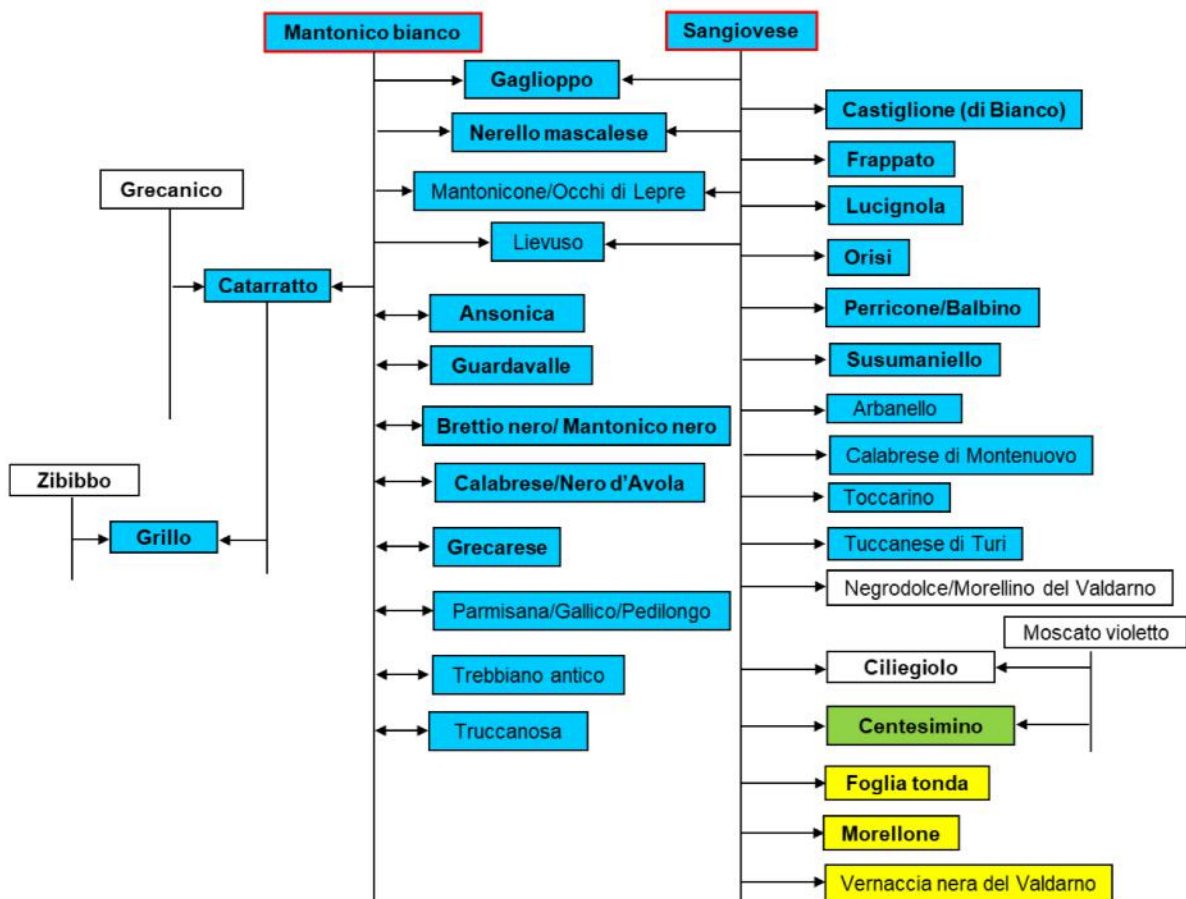 Mantonico bianco
Sangiovese
Gaglioppo
Castiglione (di Bianco)
Nerello mascalese
Frappato
Grecanico
Mantonicone/Occhi di Lepre
Lucignola
Lievuso
Orisi
Catarratto
Ansonica
Perricone/Balbino
Guardavalle
Susumaniello
Brettio nero/ Mantonico nero
Arbanello
Calabrese di Montenuovo
Zibibbo
Calabrese/Nero d'Avola
Toccarino
Grillo
Grecarese
Tuccanese di Turi
Negrodolce/Morellino del Valdarno
Parmisana/Gallico/Pedilongo
Moscato violetto
Trebbiano antico
Ciliegiolo
Truccanosa
Centesimino
Foglia tonda
Morellone
Vernaccia nera del Valdarno